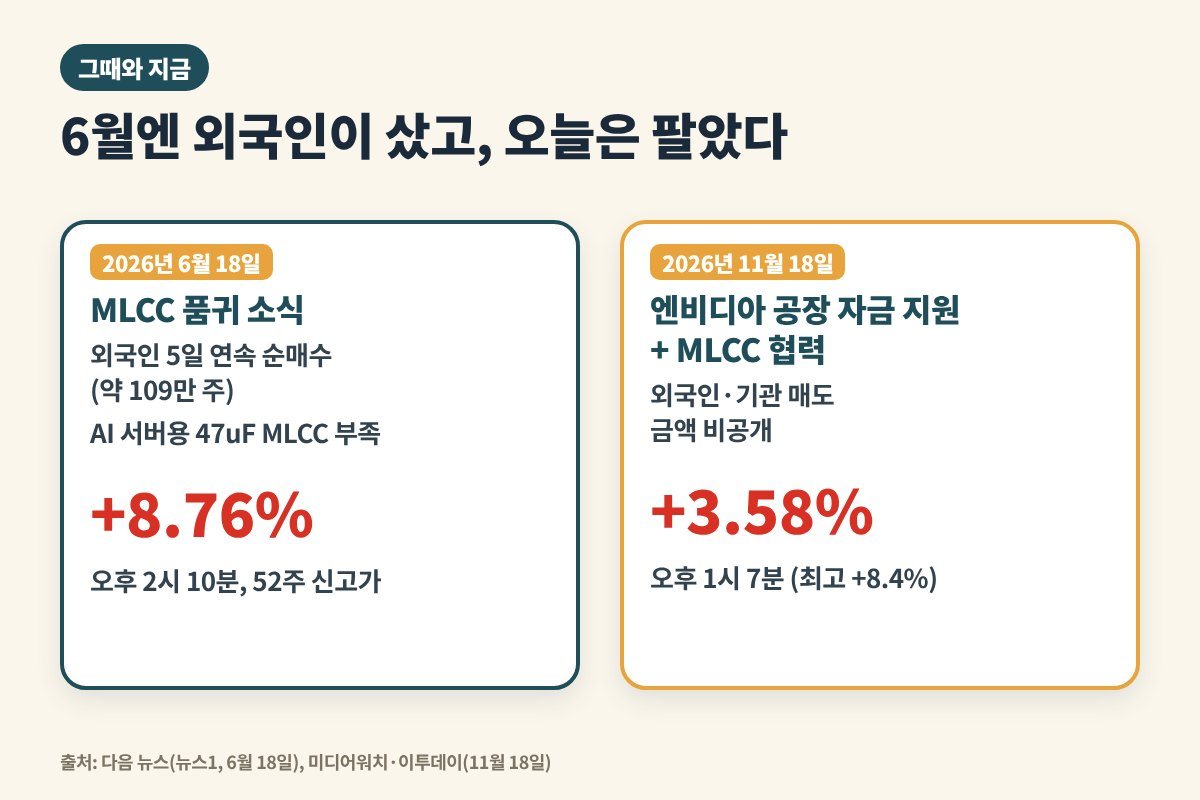 그때와 지금
6월엔 외국인이 샀고, 오늘은 팔았다
2026년 6월 18일
MLCC 품귀 소식
외국인 5일 연속 순매수
(약 109만 주)
AI 서버용 47uF MLCC 부족
+8.76%
오후 2시 10분, 52주 신고가
2026년 11월 18일
엔비디아 공장 자금 지원
+ MLCC 협력
외국인·기관 매도
금액 비공개
+3.58%
오후 1시 7분 (최고 +8.4%)
출처: 다음 뉴스(뉴스1, 6월 18일), 미디어워치·이투데이(11월 18일)